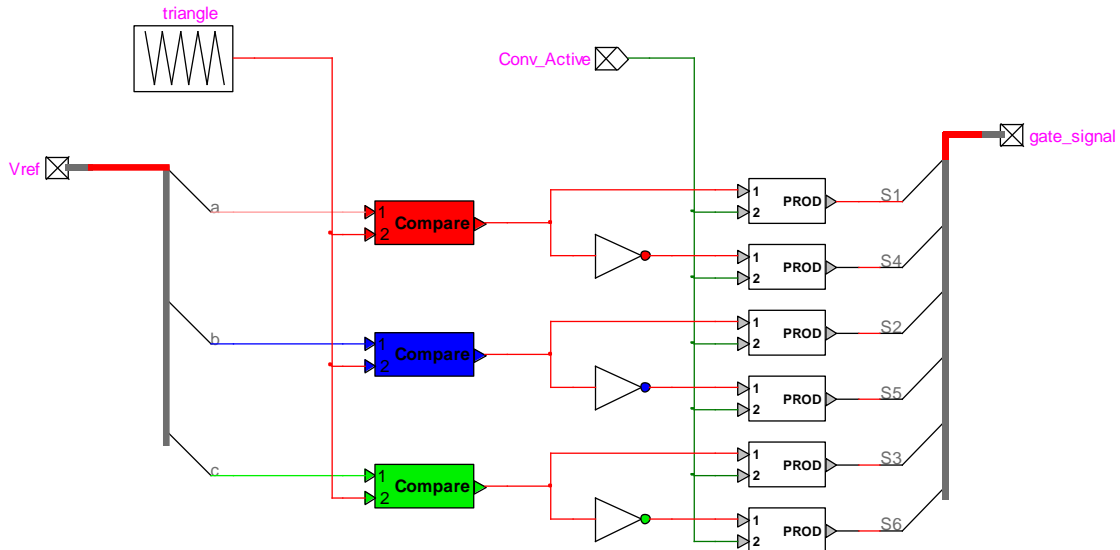 triangle
Conv_Active
Vref
gate_signal
a
1
2
Compare
1
2
PROD
S1
1
2
PROD
S4
b
1
2
Compare
1
2
PROD
S2
1
2
PROD
S5
c
1
2
Compare
1
2
PROD
S3
1
2
PROD
S6